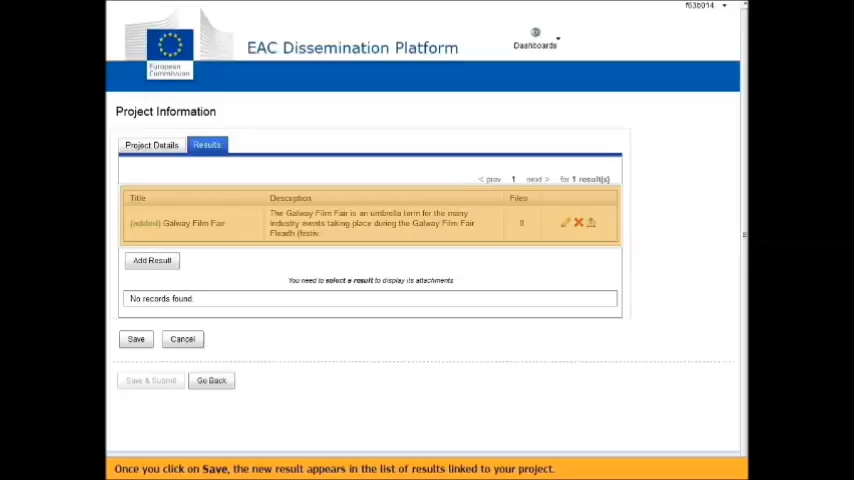 f63b014
Dashboards
EAC Dissemination Platform
European
Commission
Project Information
Project Details Results
< prev 1 next > for 1 result(s)
Title Description Files
(added) Galway Film Fair The Galway Film Fair is an umbrella term for the many
industry events taking place during the Galway Film Fair
Fleadh (festiv. 8
Add Result
You need to select a result to display its attachments
No records found.
Save Cancel
Save & Submit Go Back
Once you click on Save, the new result appears in the list of results linked to your project.